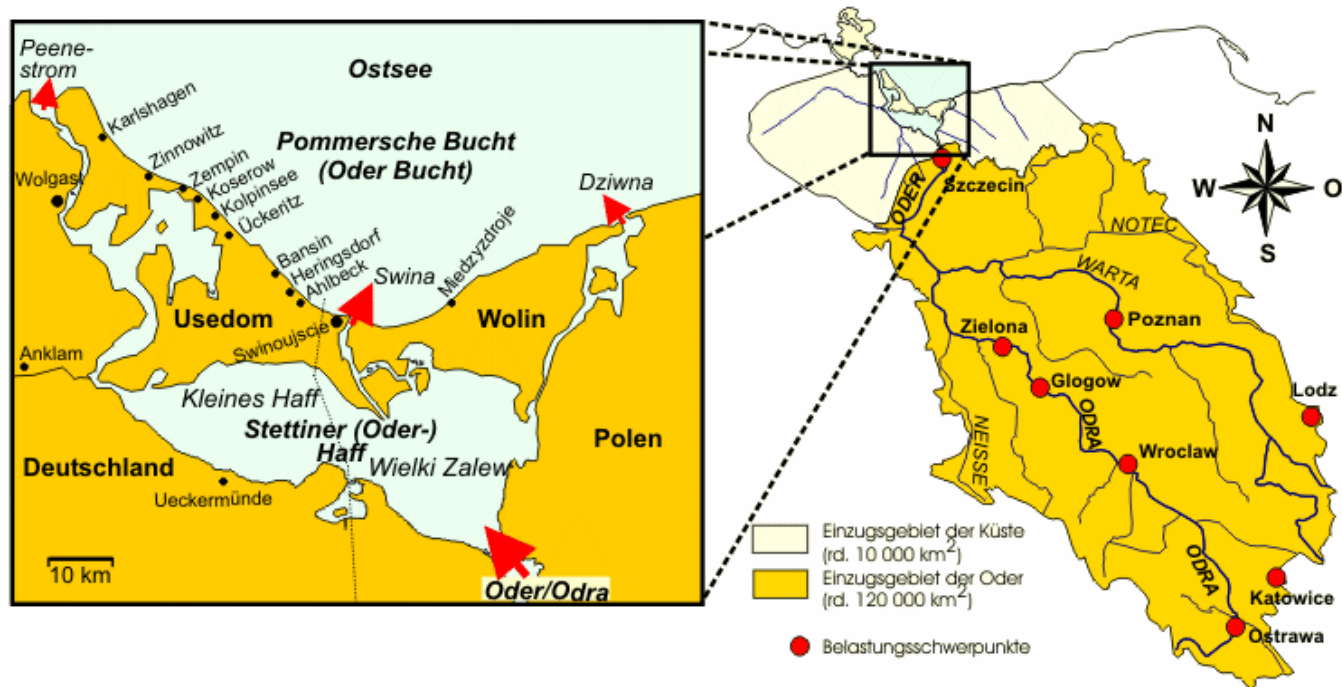 Peene-
strom
Ostsee
Karlshagen
Pommersche Bucht
(Oder Bucht)
Zinnowitz
Zempin
Koserow
Kolpinsee
Ückeritz
Wolgast
Dziwna
Bansin
Heringsdorf
Ahlbeck
Swina
Miedzyzdroje
Usedom
Wolin
Swinoujscie
Anklam
Kleines Haff
Stettiner (Oder-)
Haff
Wielki Zalew
Polen
Deutschland
Ueckermünde
10 km
Oder/Odra
N
W
O
S
Szczecin
ODER
NOTEC
WARTA
Zielona
Poznan
Glogow
Lodz
ODRA
NEISSE
Wroclaw
ODRA
Katowice
Ostrawa
Einzugsgebiet der Küste
(rd. 10 000 km²)
Einzugsgebiet der Oder
(rd. 120 000 km²)
Belastungsschwerpunkte